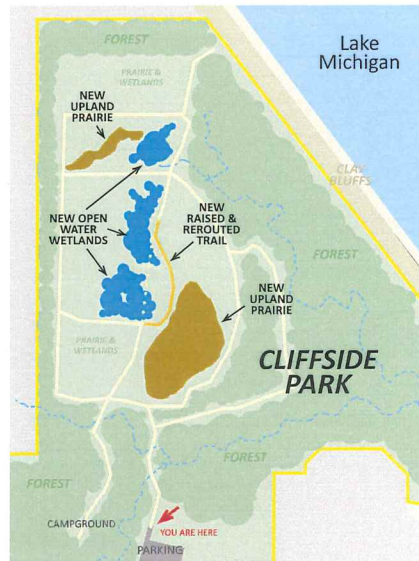 FOREST
Lake
Michigan
PRAIRIE &
WETLANDS
NEW
UPLAND
PRAIRIE
CLAY
BLUFFS
NEW OPEN
WATER
WETLANDS
NEW
RAISED &
REROUTED
TRAIL
FOREST
NEW
UPLAND
PRAIRIE
PRAIRIE &
WETLANDS
CLIFFSIDE
PARK
FOREST
FOREST
CAMPGROUND
YOU ARE HERE
PARKING